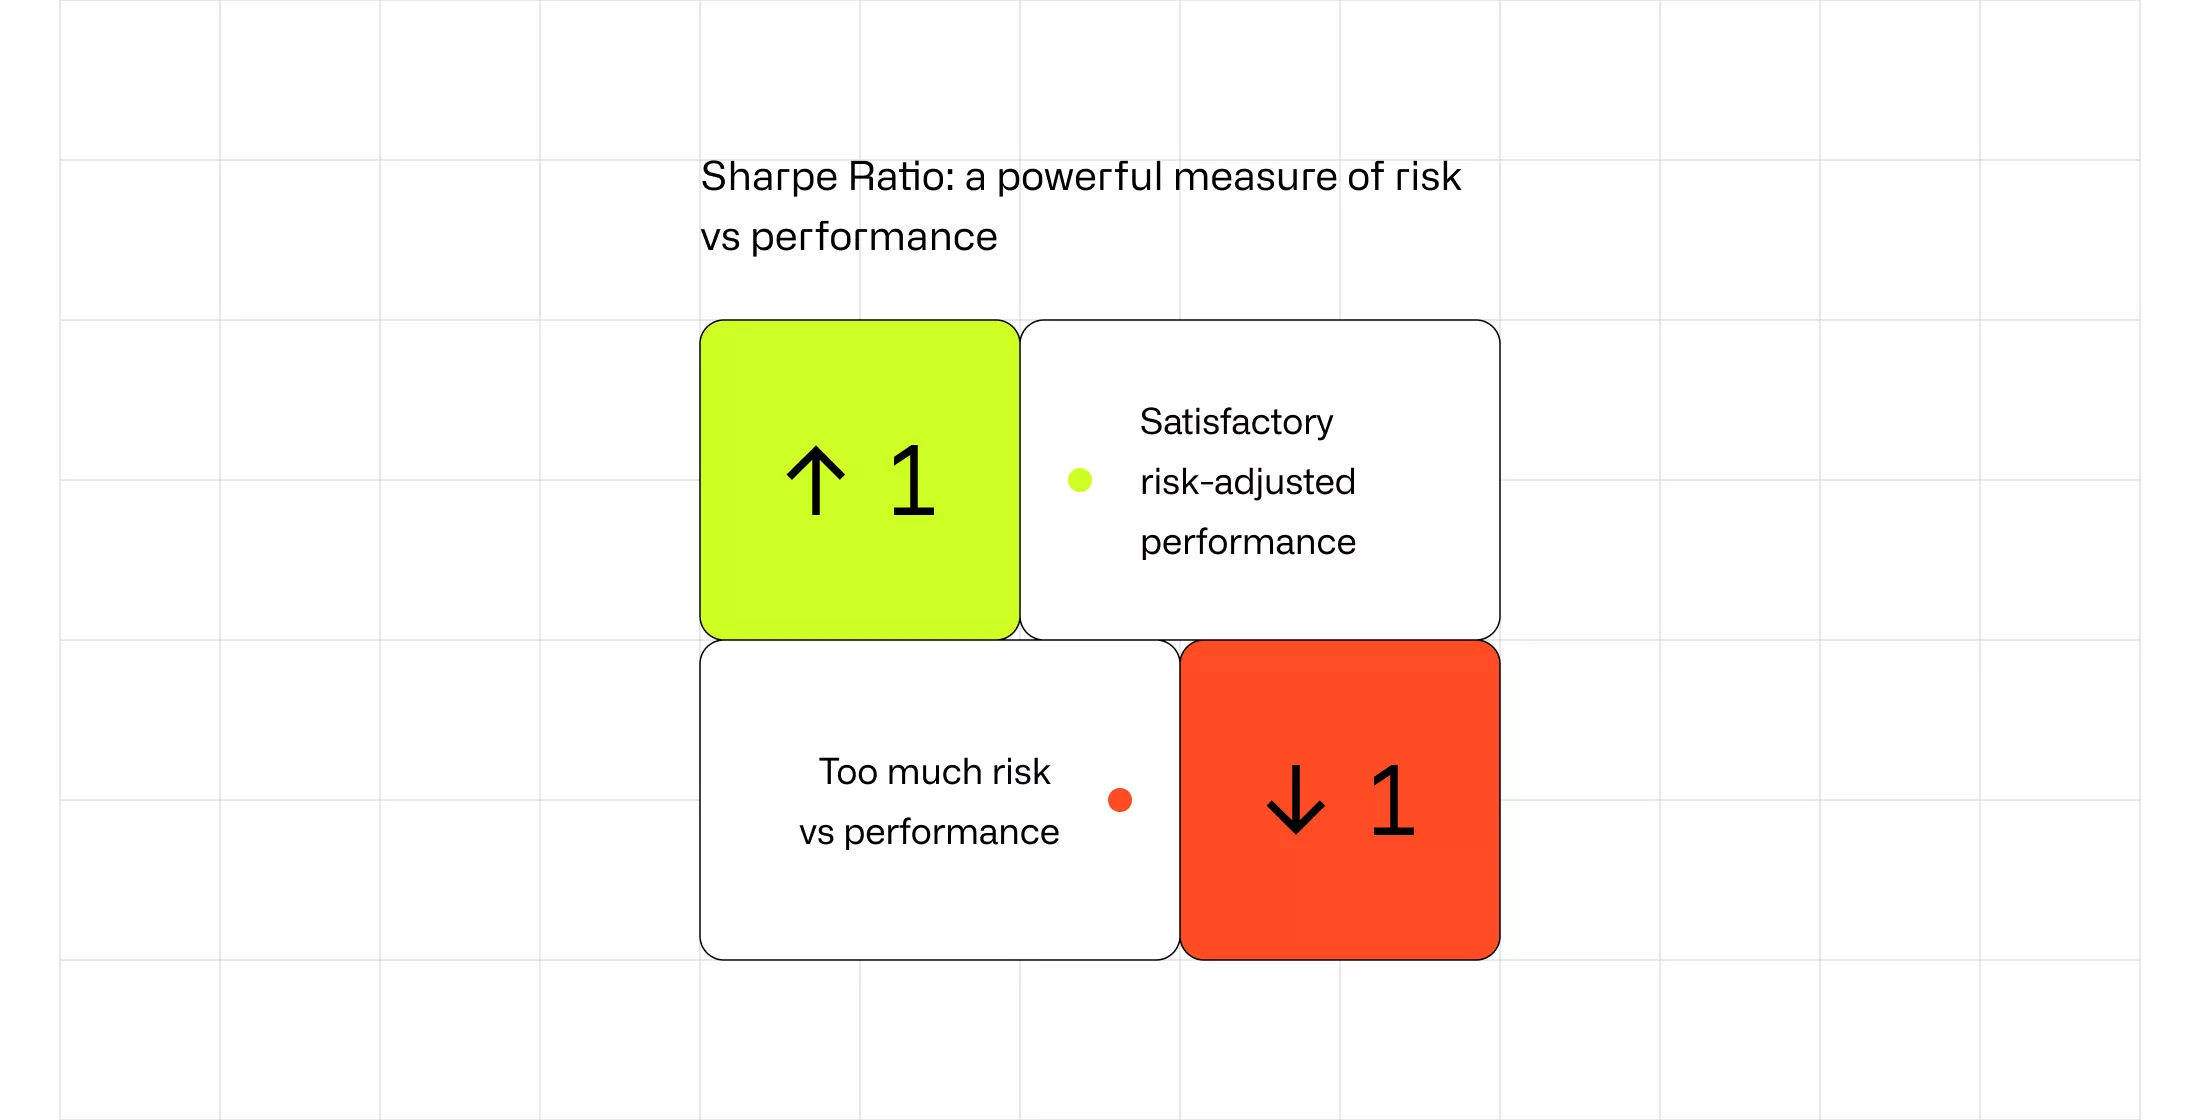 Sharpe Ratio: a powerful measure of risk
vs performance
↑ 1
Satisfactory
risk-adjusted
performance
Too much risk
vs performance
↓ 1